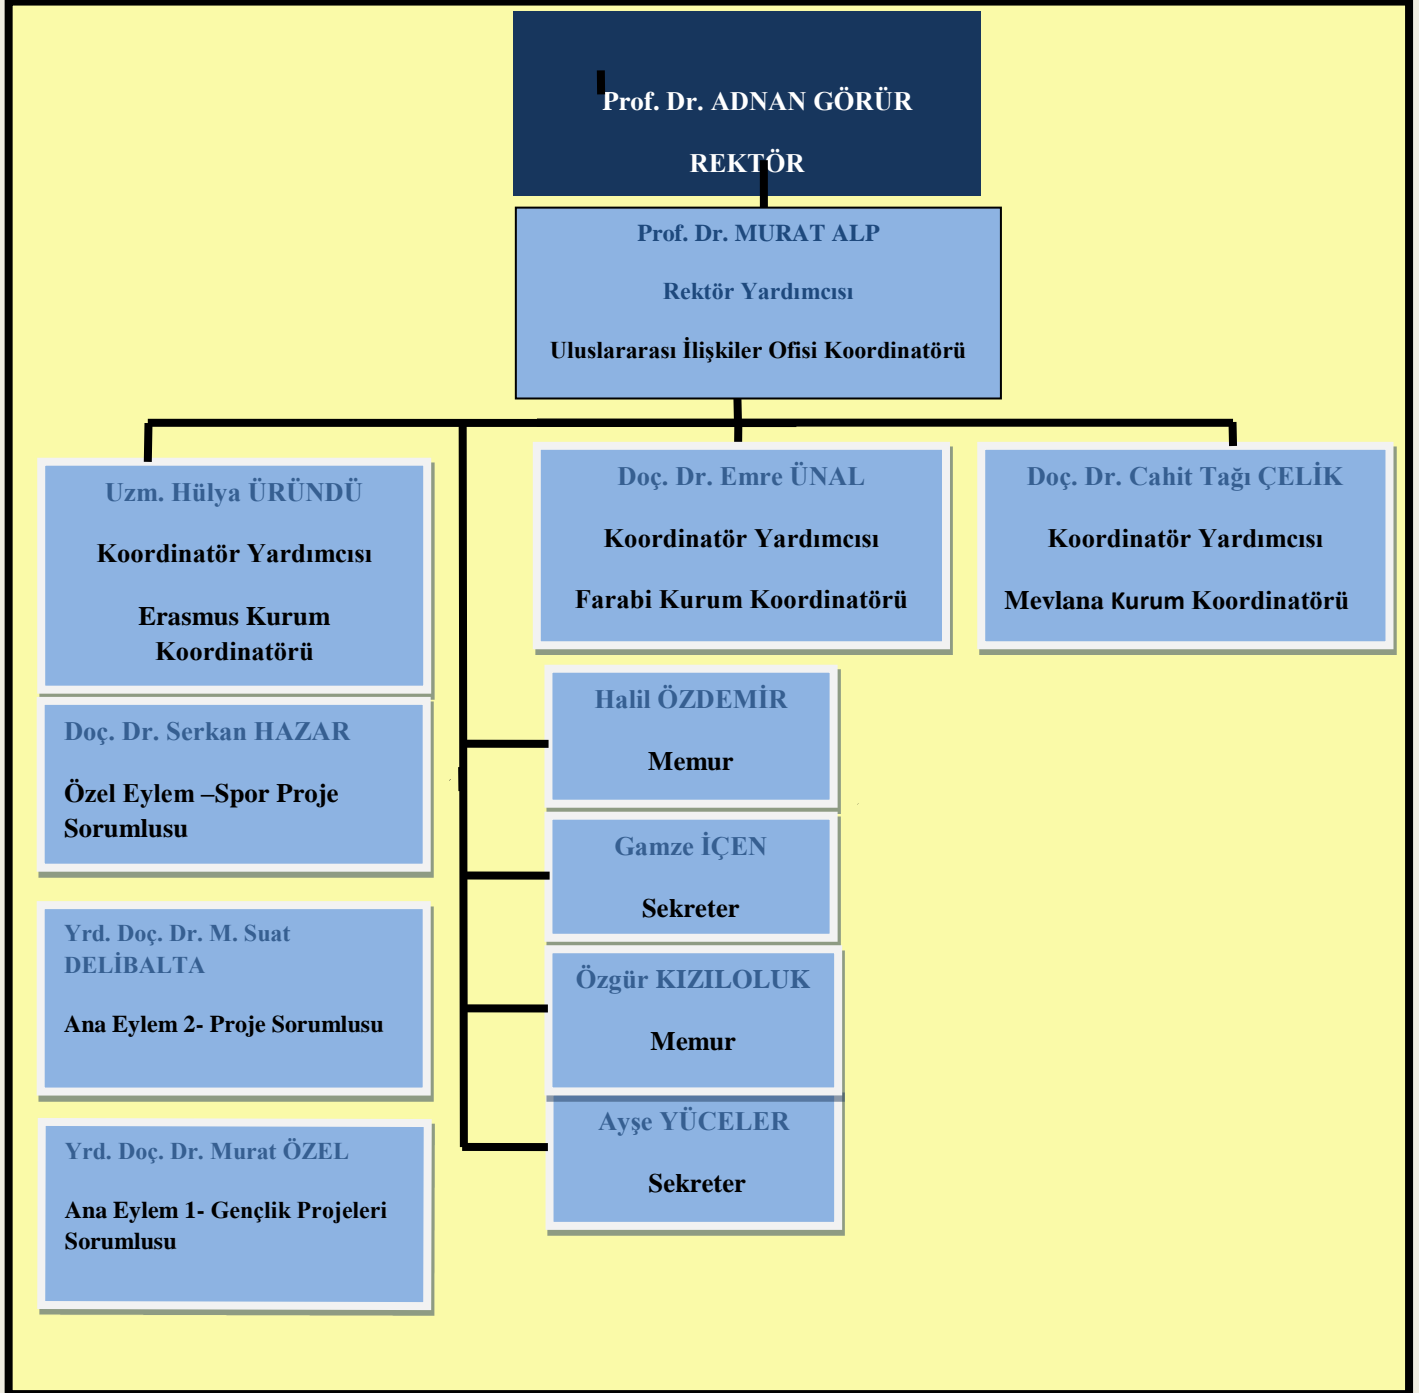 Prof. Dr. ADNAN GÖRÜR
REKTÖR
Prof. Dr. MURAT ALP
Rektör Yardımcısı
Uluslararası İlişkiler Ofisi Koordinatörü
Uzm. Hülya ÜRÜNDÜ
Koordinatör Yardımcısı
Erasmus Kurum
Koordinatörü
Doç. Dr. Emre ÜNAL
Koordinatör Yardımcısı
Farabi Kurum Koordinatörü
Doç. Dr. Cahit Tağı ÇELİK
Koordinatör Yardımcısı
Mevlana Kurum Koordinatörü
Doç. Dr. Serkan HAZAR
Özel Eylem –Spor Proje
Sorumlusu
Yrd. Doç. Dr. M. Suat
DELİBALTA
Ana Eylem 2- Proje Sorumlusu
Yrd. Doç. Dr. Murat ÖZEL
Ana Eylem 1- Gençlik Projeleri
Sorumlusu
Halil ÖZDEMİR
Memur
Gamze İÇEN
Sekreter
Özgür KIZILOLUK
Memur
Ayşe YÜCELER
Sekreter